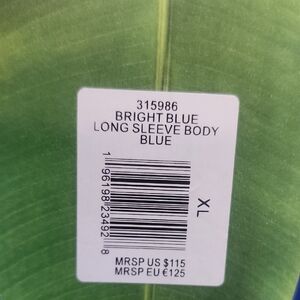 315986
BRIGHT BLUE
LONG SLEEVE BODY
BLUE
1 96198 23492 8
XL
MRSP US $115
MRSP EU €125